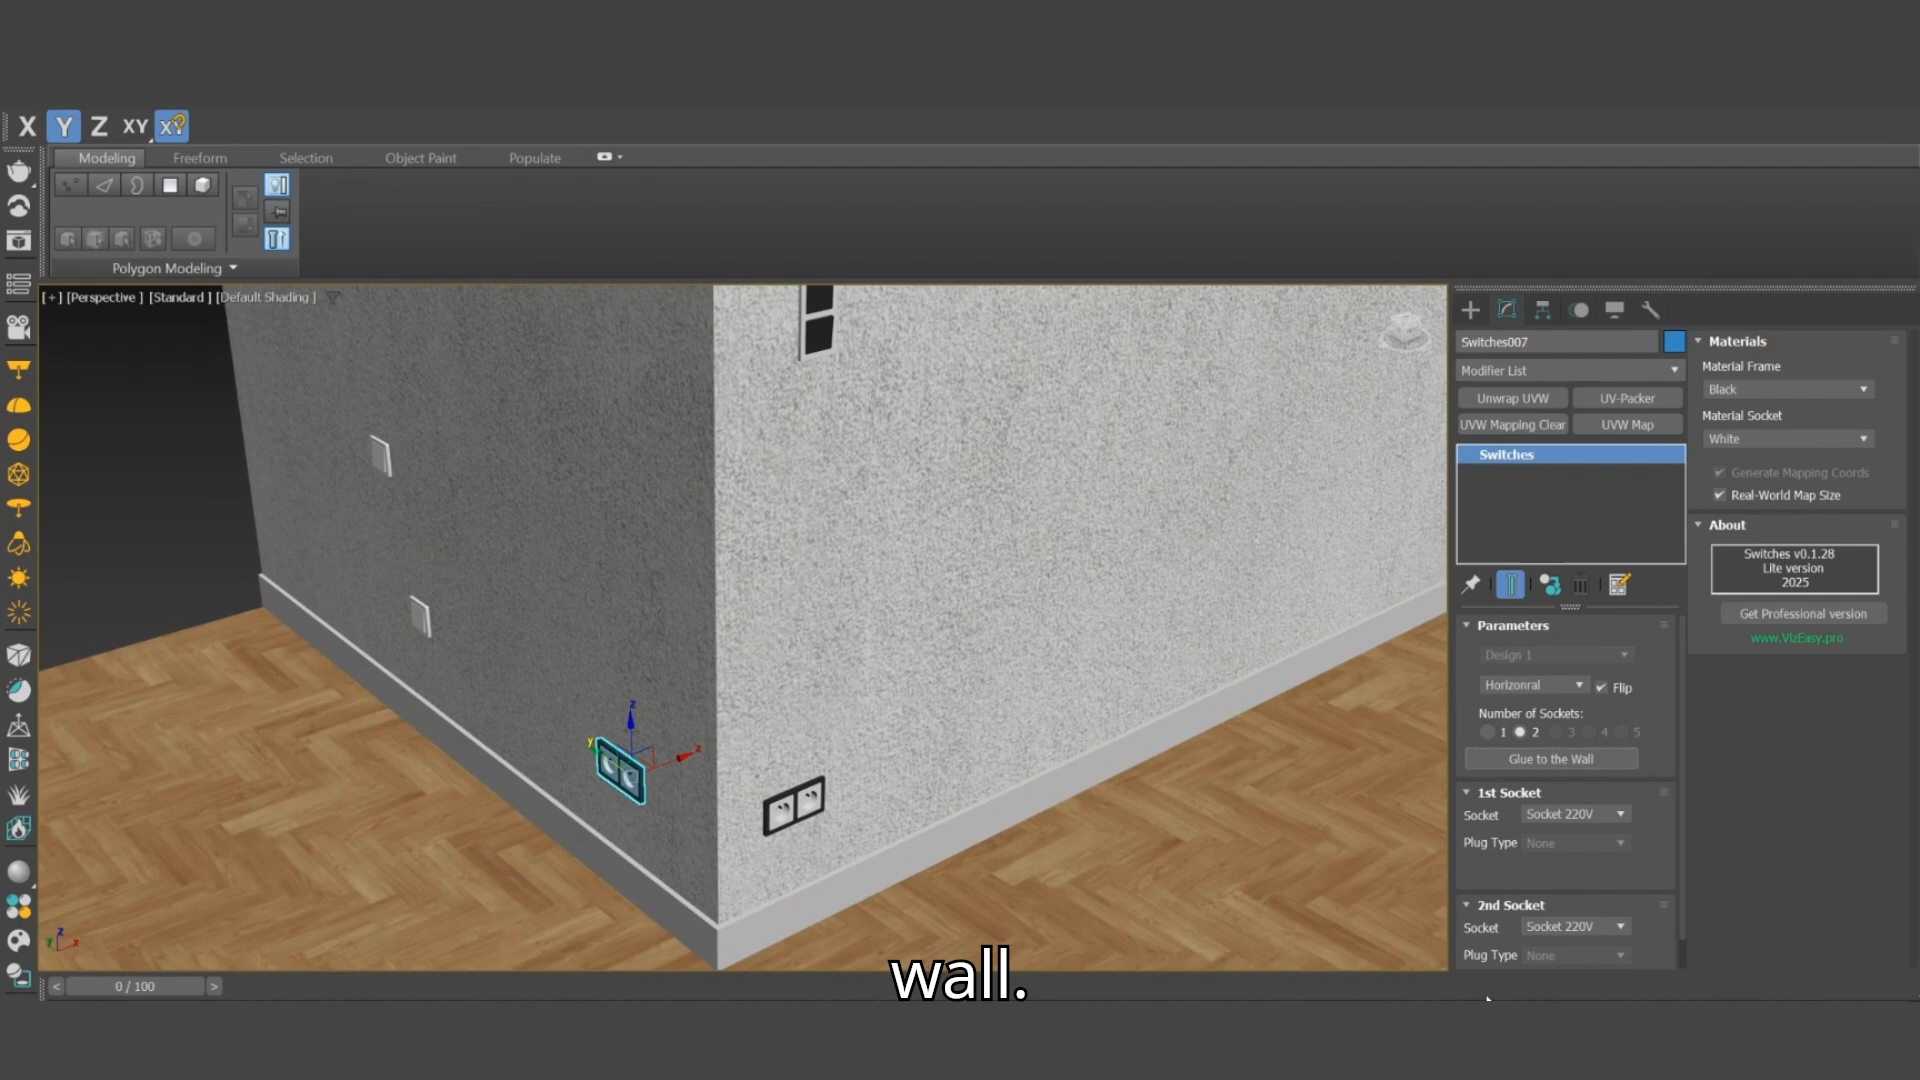 X Y Z XY X?
Modeling Freeform Selection Object Paint Populate
Polygon Modeling
[+] [Perspective ] [Standard ] [Default Shading ]
z
y
x
z
y x
0 / 100
< >
wall.
Switches007
Modifier List
Unwrap UVW UV-Packer
UVW Mapping Clear UVW Map
Switches
Parameters
Design 1
Horizonral Flip
Number of Sockets:
1 2 3 4 5
Glue to the Wall
1st Socket
Socket Socket 220V
Plug Type None
2nd Socket
Socket Socket 220V
Plug Type None
Materials
Material Frame
Black
Material Socket
White
Generate Mapping Coords
Real-World Map Size
About
Switches v0.1.28
Lite version
2025
Get Professional version
www.VizEasy.pro